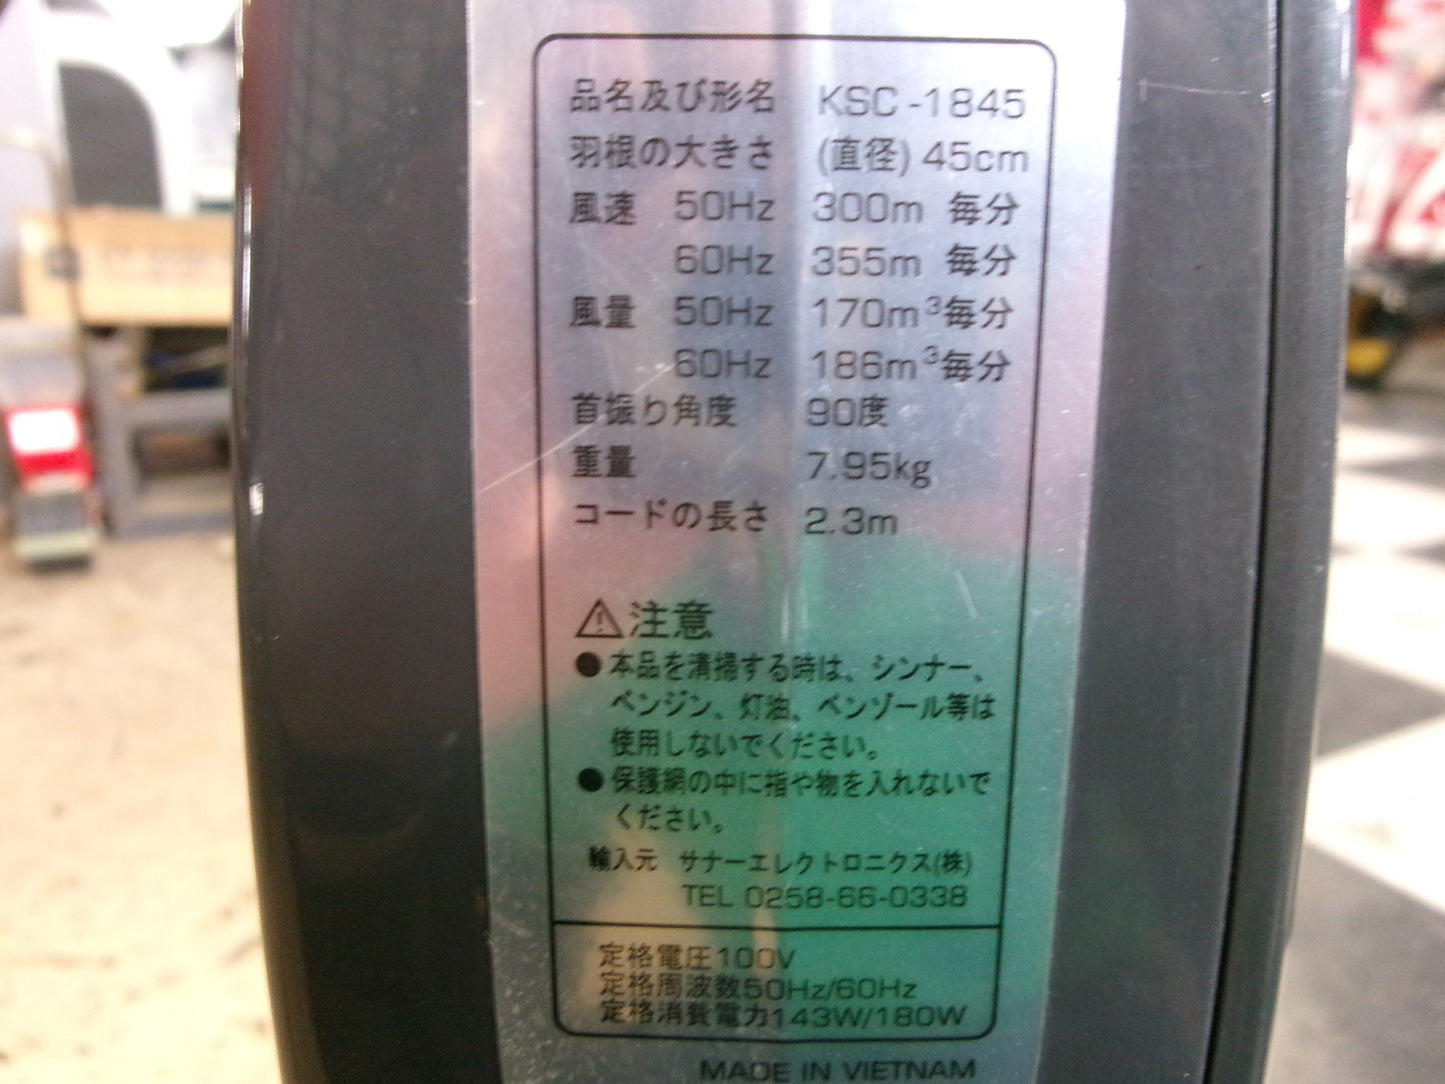 品名及び形名 KSC-1845
羽根の大きさ (直径) 45cm
風速 50Hz 300m 毎分
60Hz 355m 毎分
風量 50Hz 170m³毎分
60Hz 186m³毎分
首振り角度 90度
重量 7.95kg
コードの長さ 2.3m
⚠注意
●本品を清掃する時は、シンナー、
ベンジン、灯油、ベンゾール等は
使用しないでください。
●保護網の中に指や物を入れないで
ください。
輸入元 サナーエレクトロニクス(株)
TEL 0258-66-0338
定格電圧100V
定格周波数50Hz/60Hz
定格消費電力143W/180W
MADE IN VIETNAM